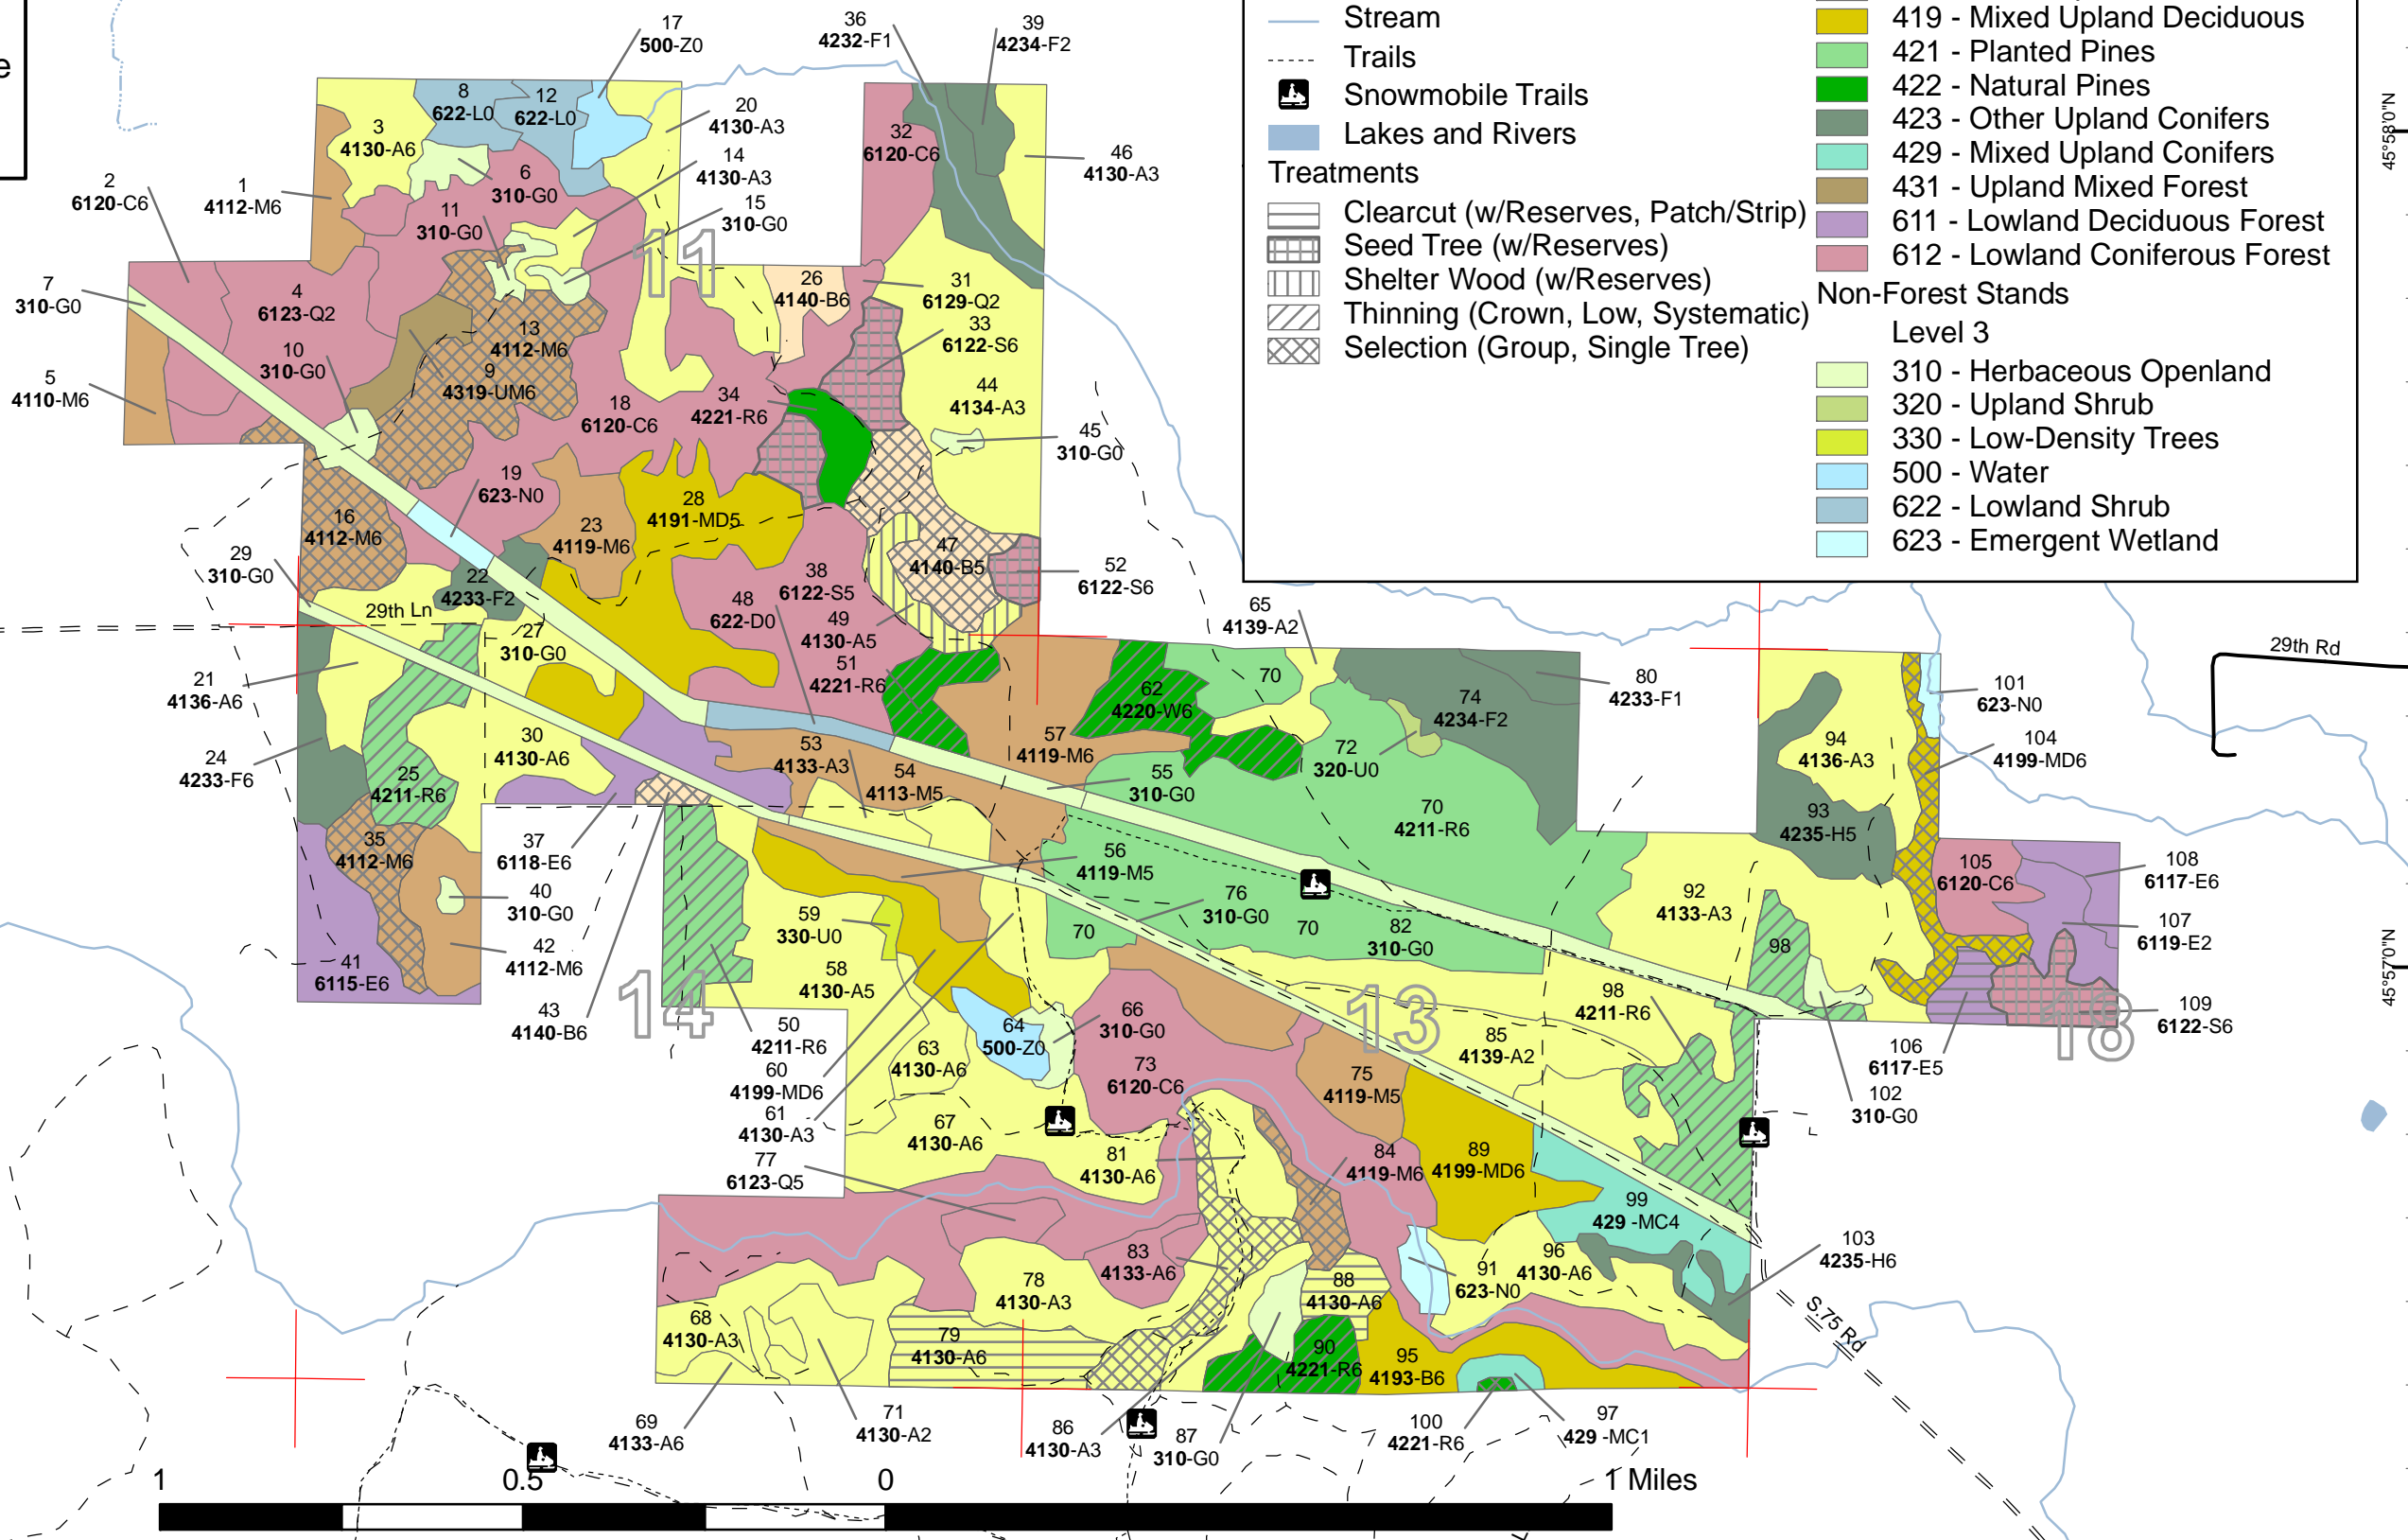 e
Stream
Trails
Snowmobile Trails
Lakes and Rivers
Treatments
Clearcut (w/Reserves, Patch/Strip)
Seed Tree (w/Reserves)
Shelter Wood (w/Reserves)
Thinning (Crown, Low, Systematic)
Selection (Group, Single Tree)
419 - Mixed Upland Deciduous
421 - Planted Pines
422 - Natural Pines
423 - Other Upland Conifers
429 - Mixed Upland Conifers
431 - Upland Mixed Forest
611 - Lowland Deciduous Forest
612 - Lowland Coniferous Forest
Non-Forest Stands
Level 3
310 - Herbaceous Openland
320 - Upland Shrub
330 - Low-Density Trees
500 - Water
622 - Lowland Shrub
623 - Emergent Wetland
45°58'0"N
45°57'0"N
17
500-Z0
36
4232-F1
39
4234-F2
8
622-L0
12
622-L0
20
4130-A3
3
4130-A6
14
4130-A3
32
6120-C6
46
4130-A3
2
6120-C6
1
4112-M6
6
310-G0
15
310-G0
11
310-G0
11
7
310-G0
4
6123-Q2
26
4140-B6
31
6129-Q2
33
6122-S6
13
4112-M6
10
310-G0
9
4319-UM6
5
4110-M6
18
6120-C6
34
4221-R6
44
4134-A3
45
310-G0
19
623-N0
28
4191-MD5
16
4112-M6
23
4119-M6
47
4140-B5
29
310-G0
22
4233-F2
38
6122-S5
52
6122-S6
48
622-D0
49
4130-A5
29th Ln
27
310-G0
65
4139-A2
51
4221-R6
21
4136-A6
62
4220-W6
70
74
4234-F2
80
4233-F1
29th Rd
101
623-N0
24
4233-F6
30
4130-A6
53
4133-A3
57
4119-M6
72
320-U0
94
4136-A3
104
4199-MD6
25
4211-R6
54
4113-M5
55
310-G0
70
4211-R6
93
4235-H5
35
4112-M6
37
6118-E6
56
4119-M5
105
6120-C6
108
6117-E6
40
310-G0
59
330-U0
76
310-G0
70
70
82
310-G0
92
4133-A3
107
6119-E2
98
42
4112-M6
41
6115-E6
58
4130-A5
14
43
4140-B6
50
4211-R6
64
500-Z0
66
310-G0
13
98
4211-R6
18
109
6122-S6
60
4199-MD6
63
4130-A6
73
6120-C6
75
4119-M5
85
4139-A2
106
6117-E5
102
310-G0
61
4130-A3
67
4130-A6
77
6123-Q5
81
4130-A6
84
4119-M6
89
4199-MD6
99
429 -MC4
83
4133-A6
78
4130-A3
88
4130-A6
91
623-N0
96
4130-A6
103
4235-H6
68
4130-A3
79
4130-A6
90
4221-R6
95
4193-B6
S.75 Rd
69
4133-A6
71
4130-A2
86
4130-A3
87
310-G0
100
4221-R6
97
429 -MC1
1
0.5
0
1 Miles